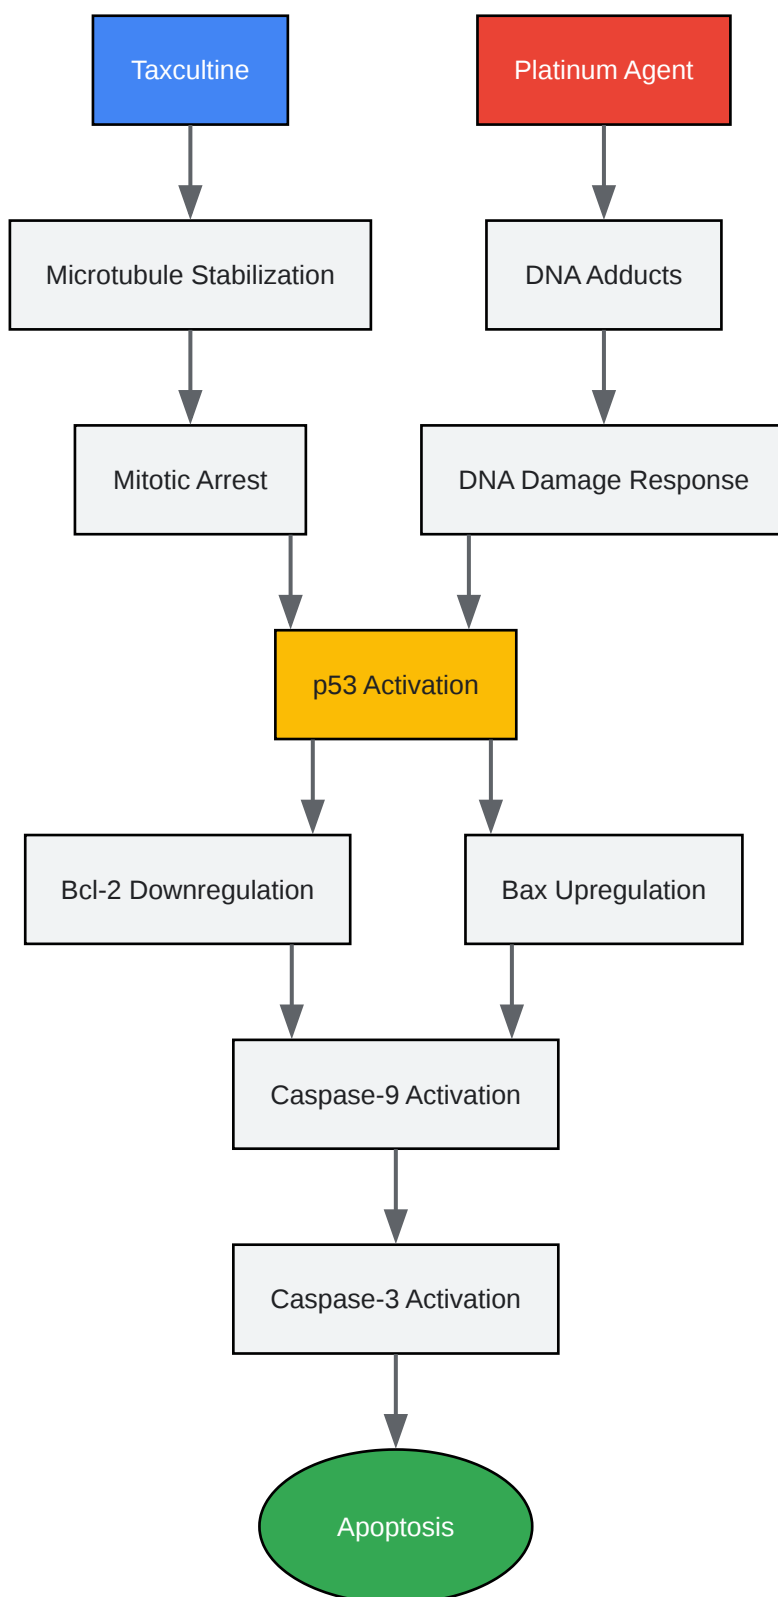 Taxcultine
Platinum Agent
Microtubule Stabilization
DNA Adducts
Mitotic Arrest
DNA Damage Response
p53 Activation
Bcl-2 Downregulation
Bax Upregulation
Caspase-9 Activation
Caspase-3 Activation
Apoptosis